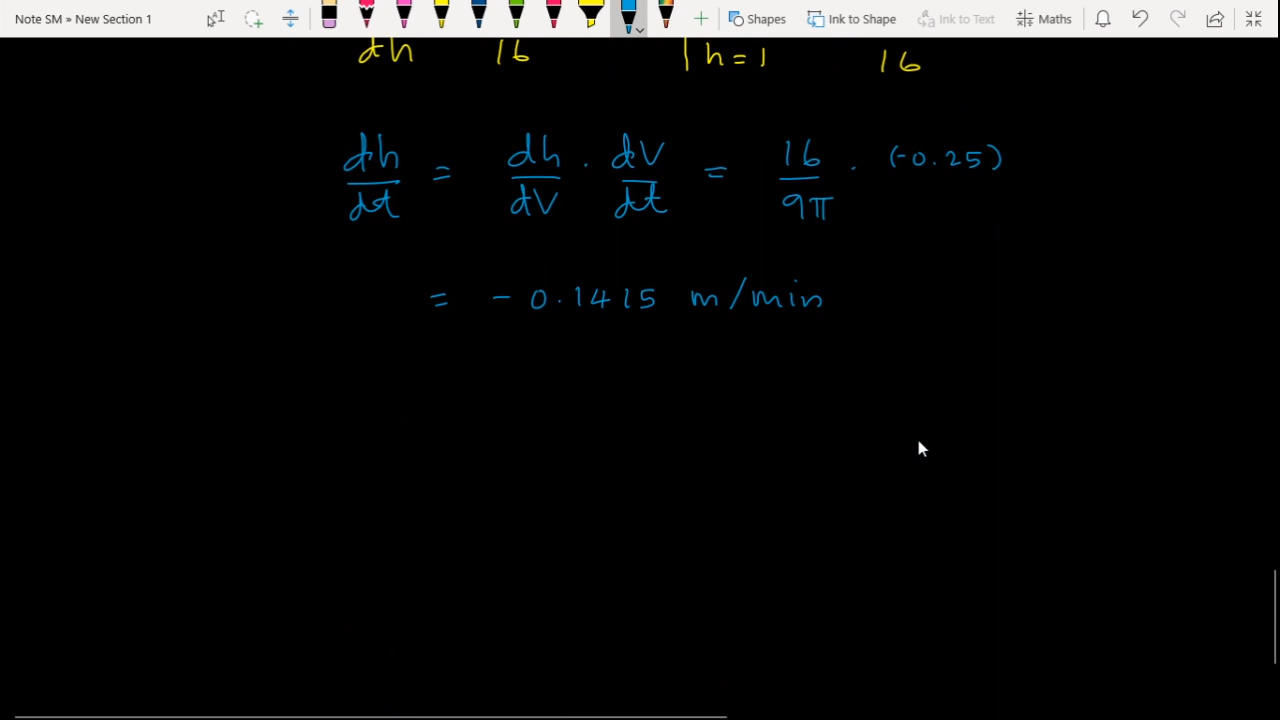 Note SM » New Section 1
Shapes
Ink to Shape
Ink to Text
Maths
dh 16 | h = 1 16
dh/dt = dh/dV · dV/dt = 16/9π · (-0.25)
= - 0.1415 m/min